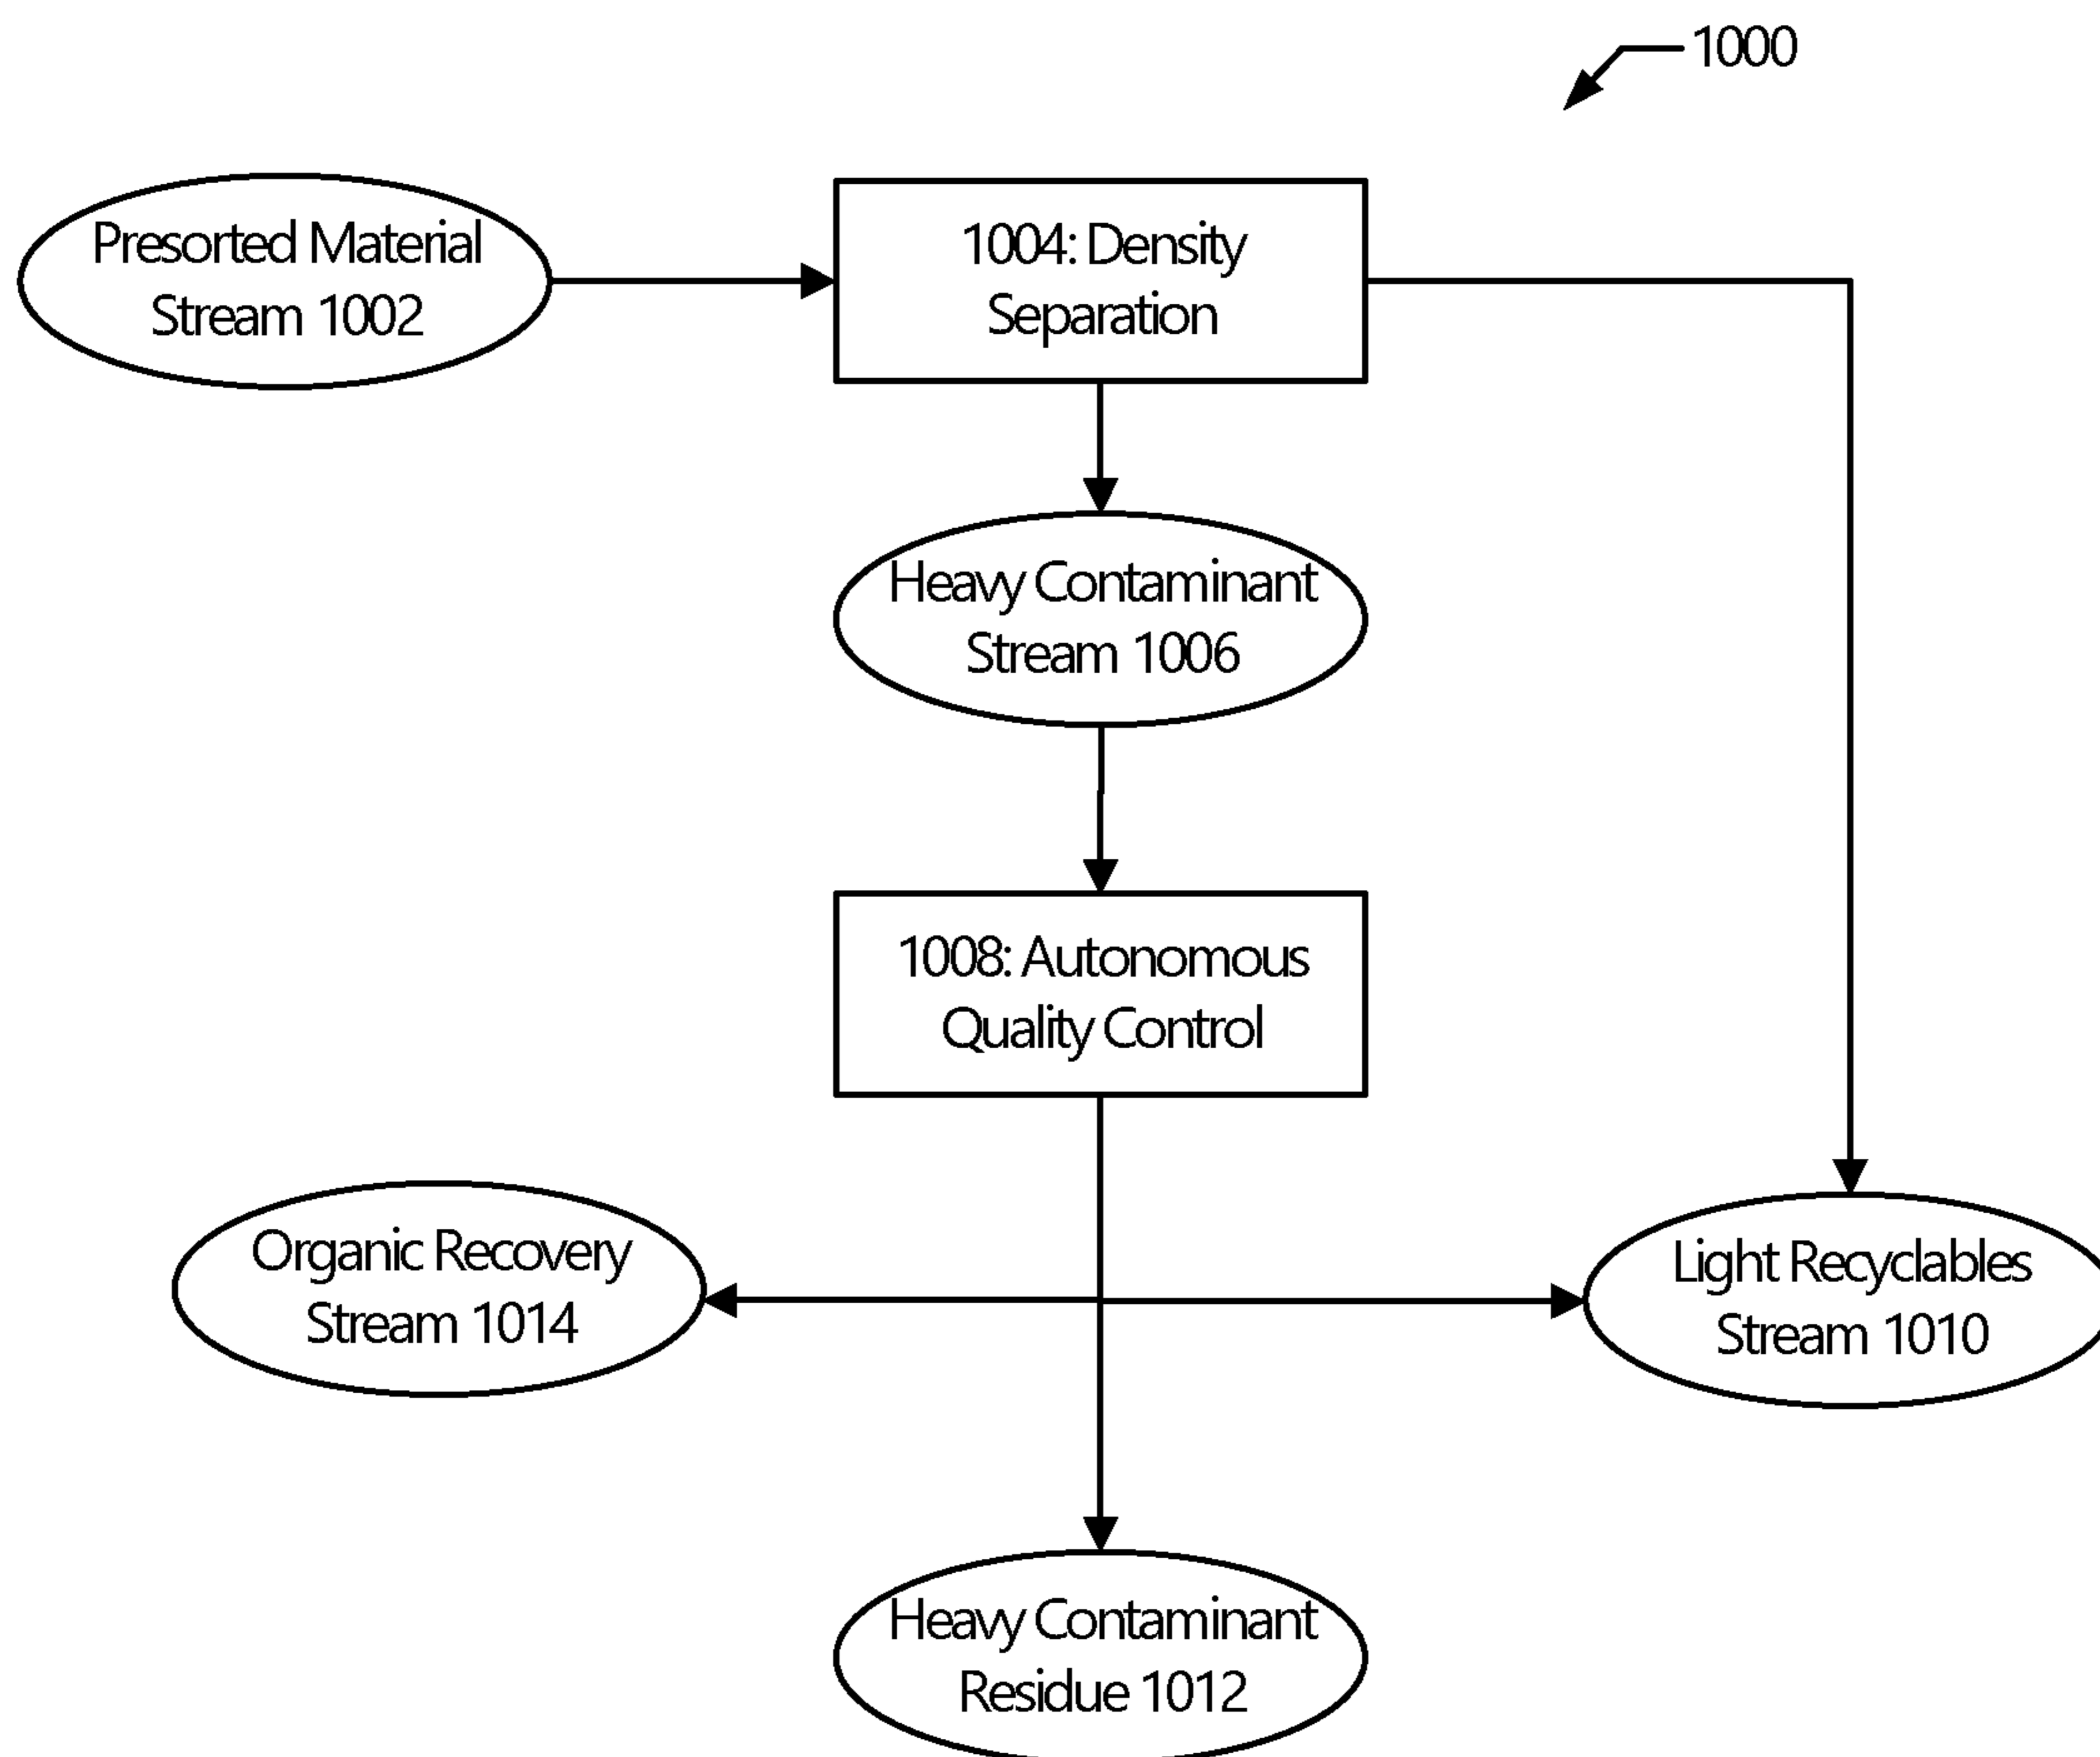 1000
Presorted Material
Stream 1002
1004: Density
Separation
Heavy Contaminant
Stream 1006
1008: Autonomous
Quality Control
Organic Recovery
Stream 1014
Light Recyclables
Stream 1010
Heavy Contaminant
Residue 1012